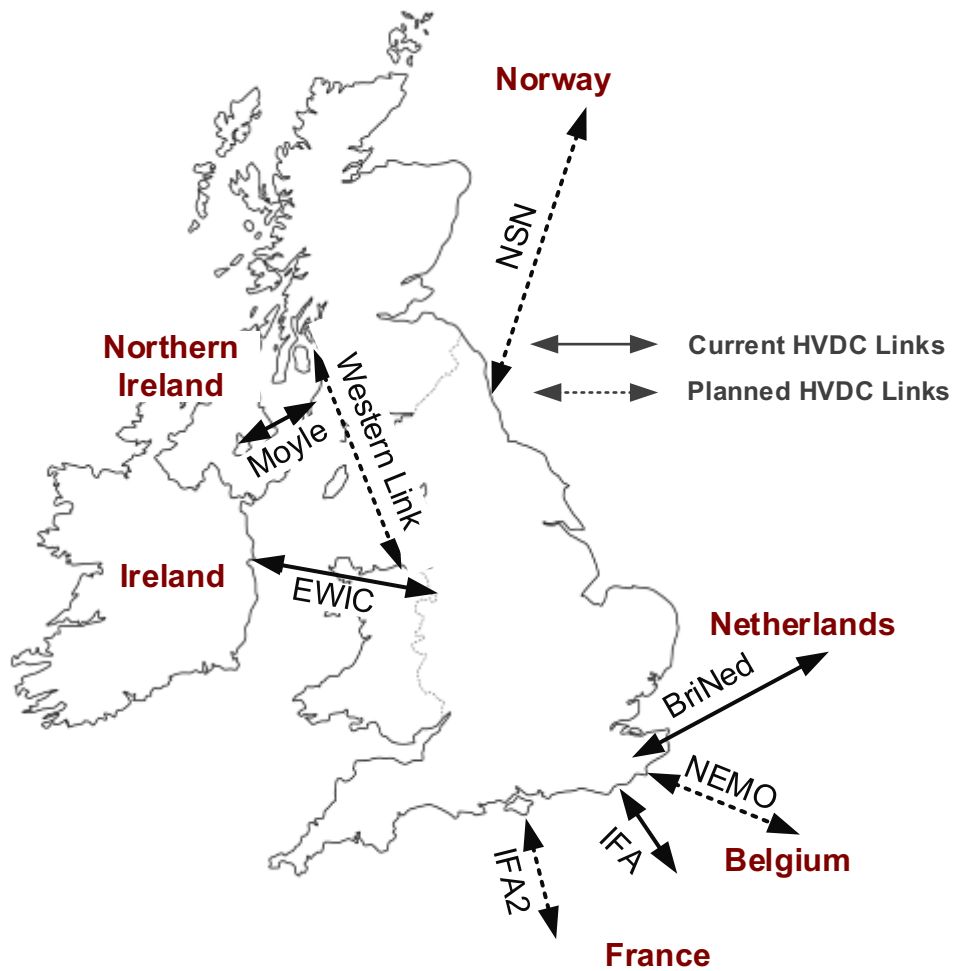 Norway
NSN
Northern
Ireland
Current HVDC Links
Planned HVDC Links
Western Link
Moyle
Ireland
EWIC
Netherlands
BriNed
NEMO
IFA
Belgium
IFA2
France